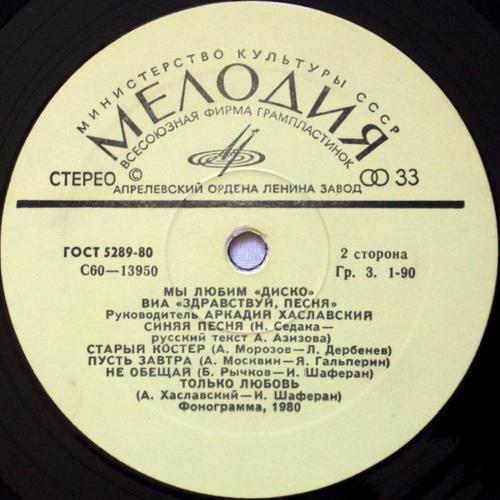 МИНИСТЕРСТВО КУЛЬТУРЫ СССР
МЕЛОДИЯ
ВСЕСОЮЗНАЯ ФИРМА ГРАМПЛАСТИНОК
СТЕРЕО © 33
АПРЕЛЕВСКИЙ ОРДЕНА ЛЕНИНА ЗАВОД
ГОСТ 5289-80
С60—13950
2 сторона
Гр. 3. 1-90
МЫ ЛЮБИМ «ДИСКО»
ВИА «ЗДРАВСТВУЙ, ПЕСНЯ»
Руководитель АРКАДИЙ ХАСЛАВСКИЙ
СИНЯЯ ПЕСНЯ (Н. Седака—
русский текст А. Азизова)
СТАРЫЙ КОСТЕР (А. Морозов—Л. Дербенев)
ПУСТЬ ЗАВТРА (А. Москвин—Я. Гальперин)
НЕ ОБЕЩАЙ (Б. Рычков—И. Шаферан)
ТОЛЬКО ЛЮБОВЬ
(А. Хаславский—И. Шаферан)
Фонограмма, 1980